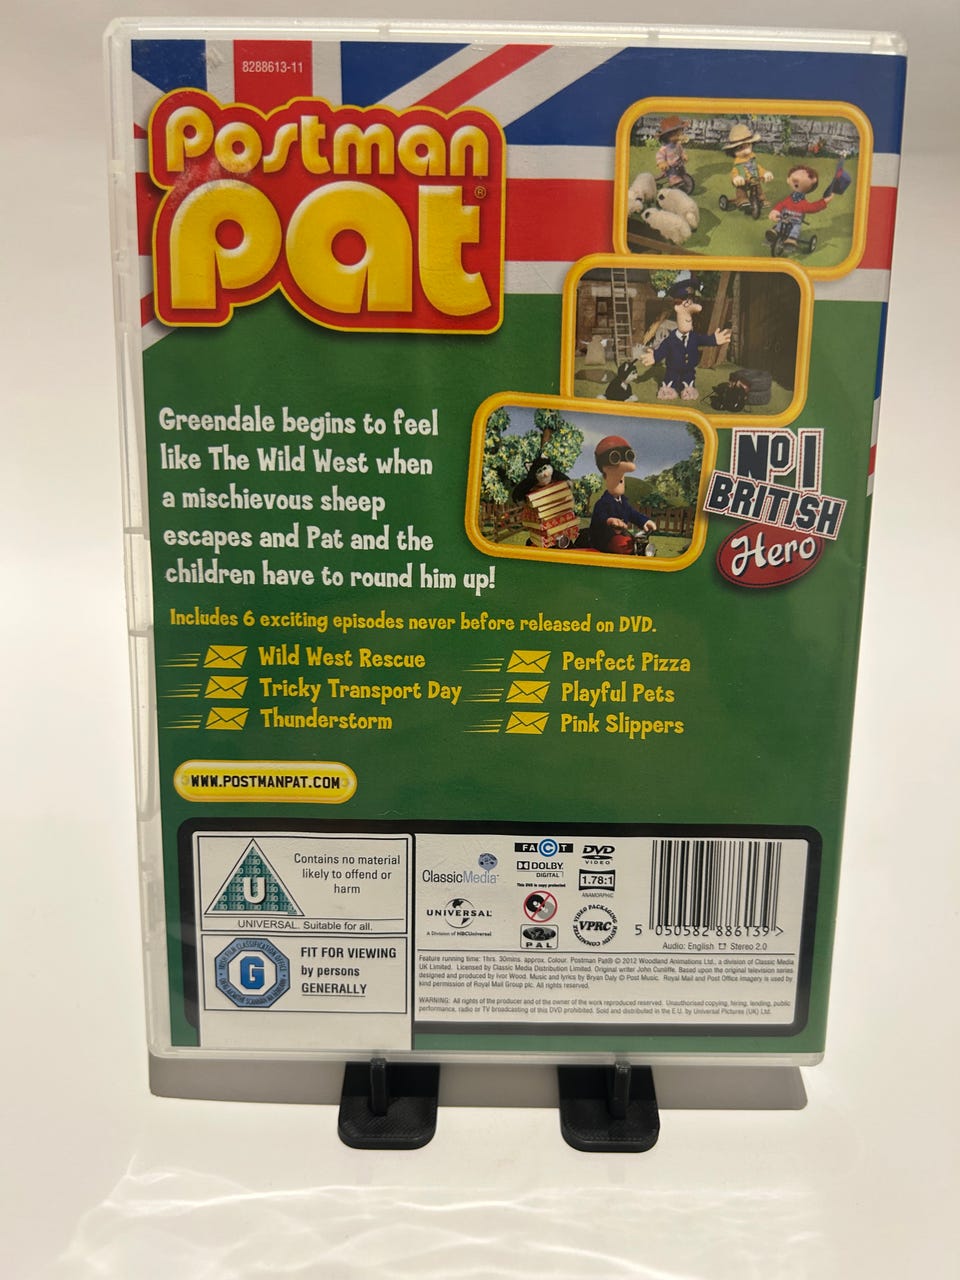 8288613-11
Postman
Pat®
Greendale begins to feel
like The Wild West when
a mischievous sheep
escapes and Pat and the
children have to round him up!
No1
BRITISH
Hero
Includes 6 exciting episodes never before released on DVD.
Wild West Rescue
Tricky Transport Day
Thunderstorm
Perfect Pizza
Playful Pets
Pink Slippers
WWW.POSTMANPAT.COM
U
Contains no material
likely to offend or
harm
UNIVERSAL. Suitable for all.
G
FIT FOR VIEWING
by persons
GENERALLY
ClassicMedia
UNIVERSAL
A Division of NBCUniversal
FACT
DOLBY
DIGITAL
This DVD is copy protected
PAL
DVD
VIDEO
1.78:1
ANAMORPHIC
VIDEO PACKAGING REVIEW COMMITTEE
VPRC
5 050582 886139 >
Audio: English Stereo 2.0
Feature running time: 1hrs. 30mins. approx. Colour. Postman Pat® © 2012 Woodland Animations Ltd., a division of Classic Media
UK Limited. Licensed by Classic Media Distribution Limited. Original writer John Cunliffe. Based upon the original television series
designed and produced by Ivor Wood. Music and lyrics by Bryan Daly © Post Music. Royal Mail and Post Office imagery is used by
kind permission of Royal Mail Group plc. All rights reserved.
WARNING: All rights of the producer and of the owner of the work reproduced reserved. Unauthorised copying, hiring, lending, public
performance, radio or TV broadcasting of this DVD prohibited. Sold and distributed in the E.U. by Universal Pictures (UK) Ltd.